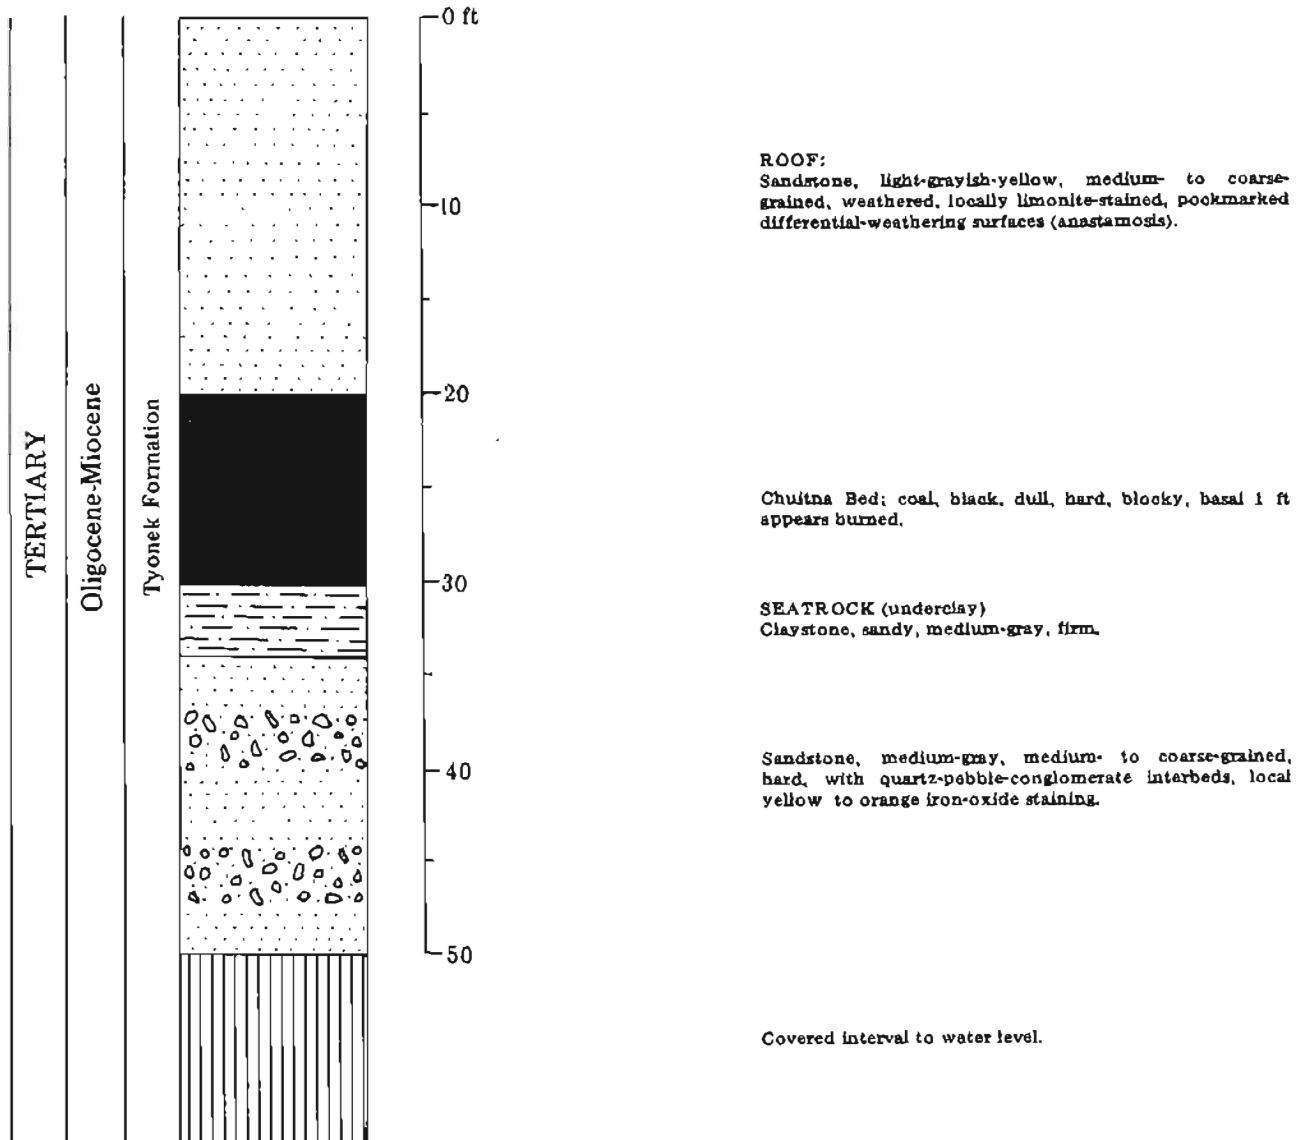 TERTIARY
Oligocene-Miocene
Tyonek Formation
0 ft
10
20
30
40
50
ROOF:
Sandstone, light-grayish-yellow, medium- to coarse-
grained, weathered, locally limonite-stained, pockmarked
differential-weathering surfaces (anastamosis).
Chuitna Bed; coal, black, dull, hard, blocky, basal 1 ft
appears burned.
SEATROCK (underclay)
Claystone, sandy, medium-gray, firm.
Sandstone, medium-gray, medium- to coarse-grained,
hard, with quartz-pebble-conglomerate interbeds, local
yellow to orange iron-oxide staining.
Covered interval to water level.